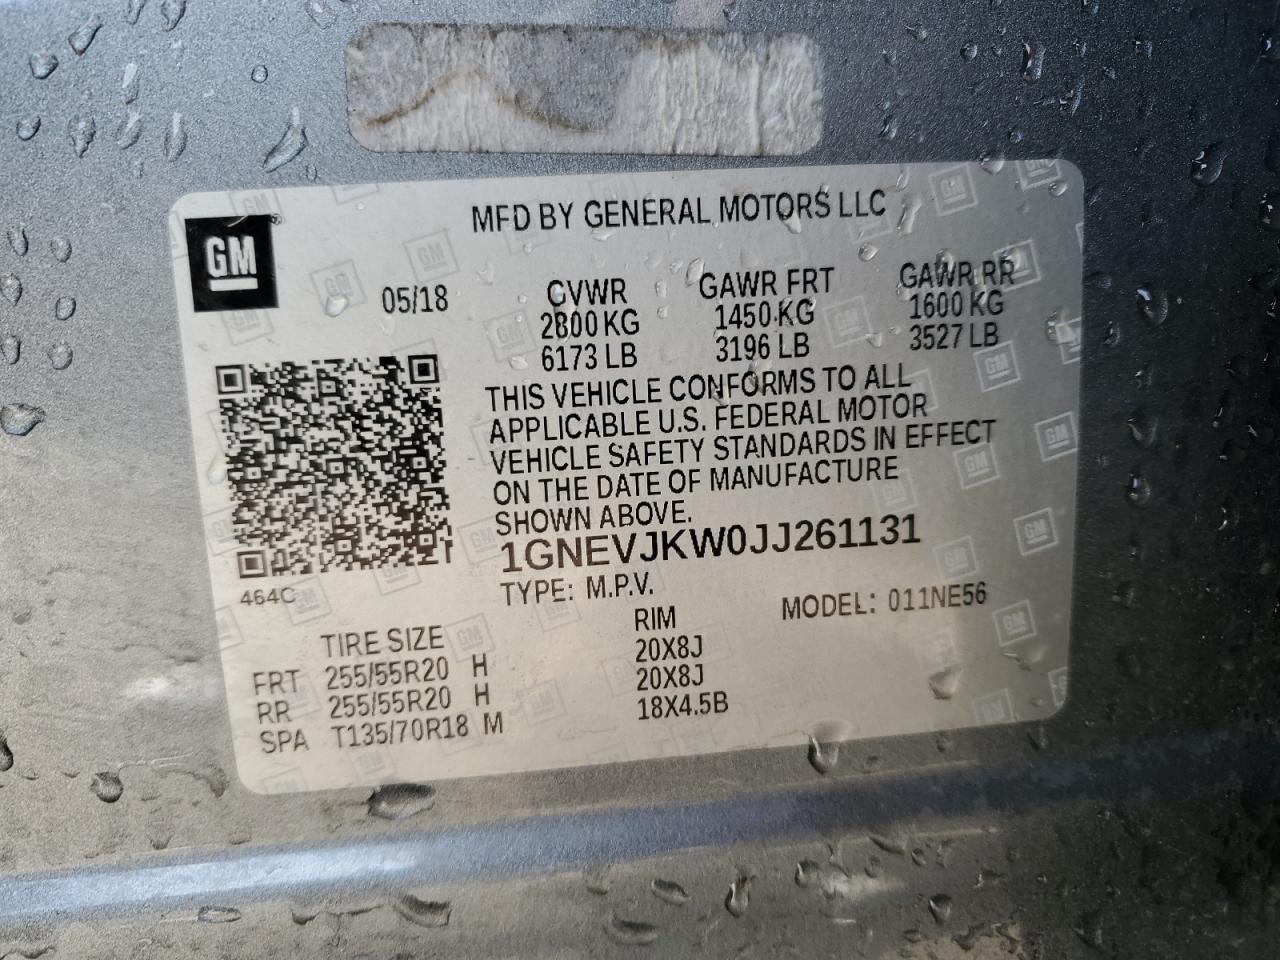 MFD BY GENERAL MOTORS LLC
GM
05/18 GVWR GAWR FRT GAWR RR
2800 KG 1450 KG 1600 KG
6173 LB 3196 LB 3527 LB
THIS VEHICLE CONFORMS TO ALL
APPLICABLE U.S. FEDERAL MOTOR
VEHICLE SAFETY STANDARDS IN EFFECT
ON THE DATE OF MANUFACTURE
SHOWN ABOVE.
1GNEVJKW0JJ261131
464C
TYPE: M.P.V. MODEL: 011NE56
TIRE SIZE RIM
FRT 255/55R20 H 20X8J
RR 255/55R20 H 20X8J
SPA T135/70R18 M 18X4.5B